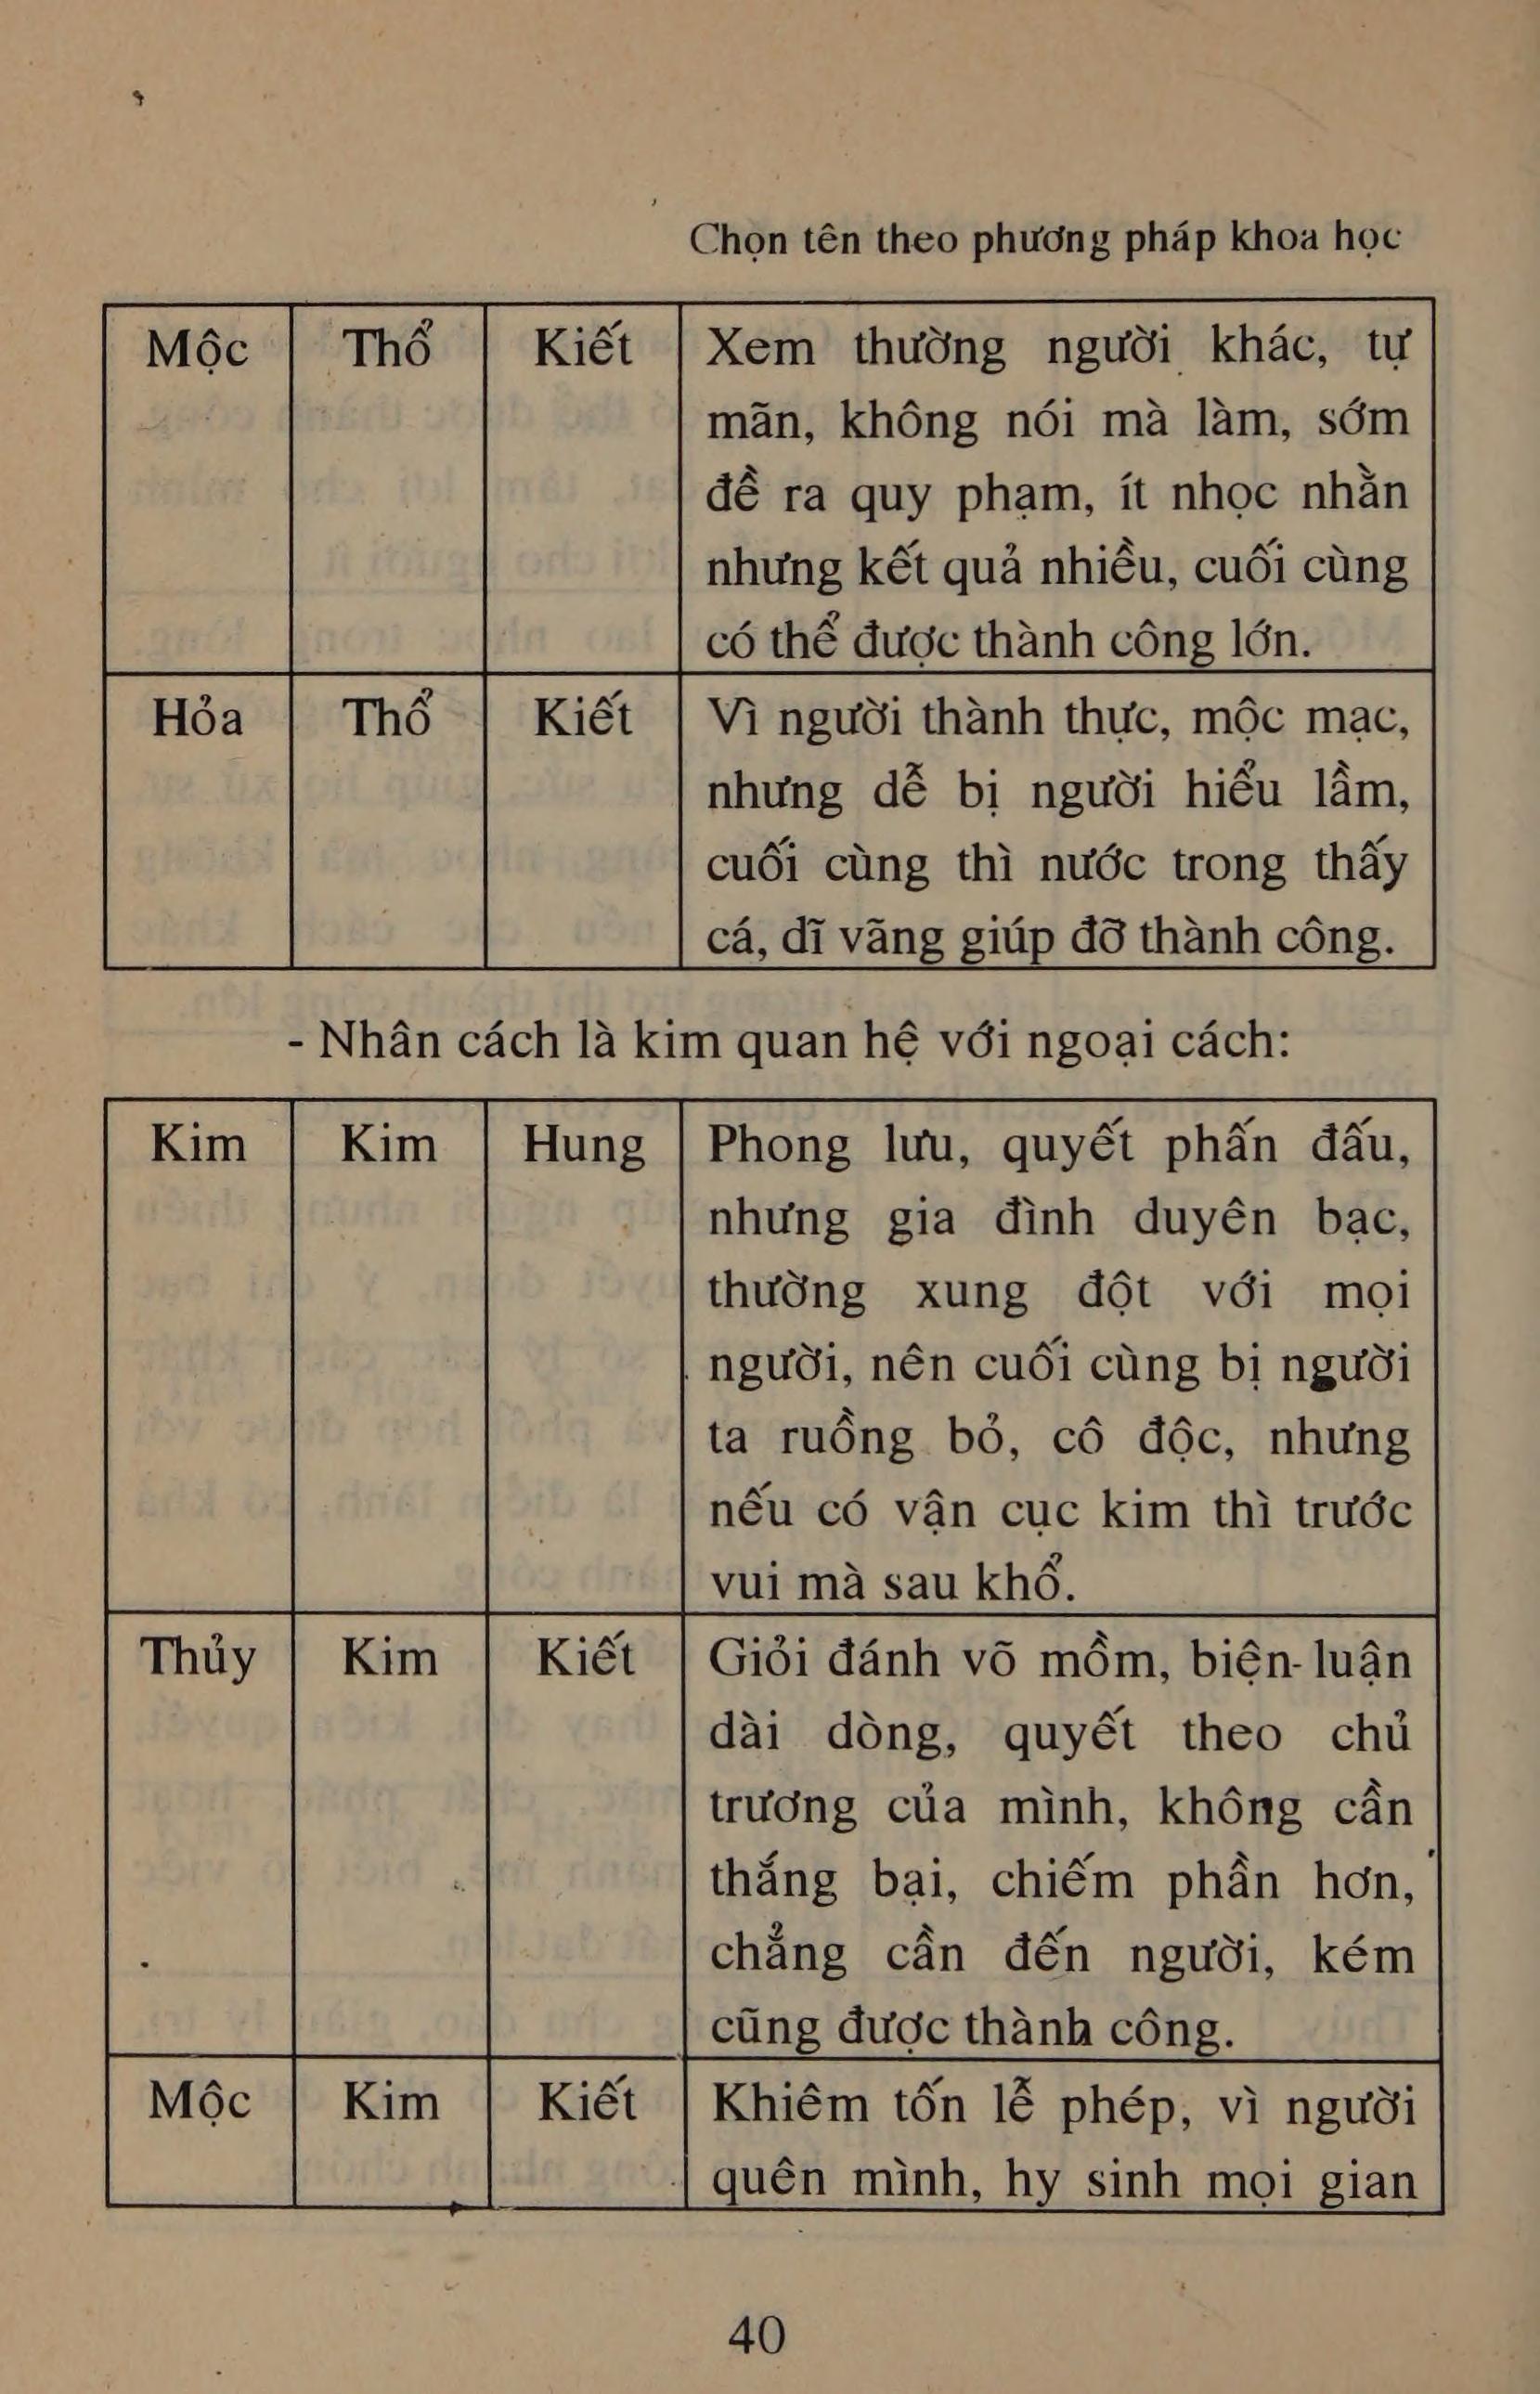 Chọn tên theo phương pháp khoa học
Mộc Thổ Kiết Xem thường người khác, tự
mãn, không nói mà làm, sớm
đề ra quy phạm, ít nhọc nhằn
nhưng kết quả nhiều, cuối cùng
có thể được thành công lớn.
Hỏa Thổ Kiết Vì người thành thực, mộc mạc,
nhưng dễ bị người hiểu lầm,
cuối cùng thì nước trong thấy
cá, dĩ vãng giúp đỡ thành công.
- Nhân cách là kim quan hệ với ngoại cách:
Kim Kim Hung Phong lưu, quyết phấn đấu,
nhưng gia đình duyên bạc,
thường xung đột với mọi
người, nên cuối cùng bị người
ta ruồng bỏ, cô độc, nhưng
nếu có vận cục kim thì trước
vui mà sau khổ.
Thủy Kim Kiết Giỏi đánh võ mồm, biện luận
dài dòng, quyết theo chủ
trương của mình, không cần
thắng bại, chiếm phần hơn,
chẳng cần đến người, kém
cũng được thành công.
Mộc Kim Kiết Khiêm tốn lễ phép, vì người
quên mình, hy sinh mọi gian
40